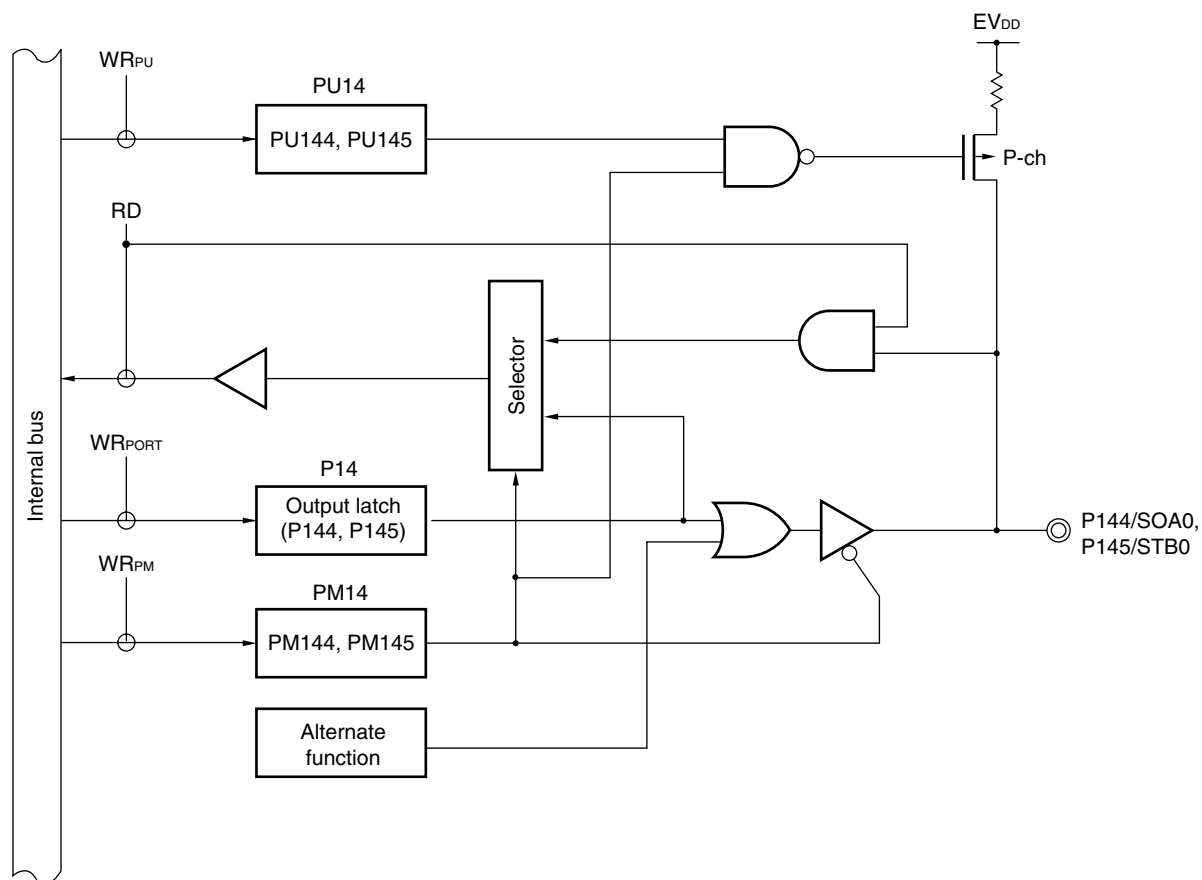 EVDD
WRPU
PU14
PU144, PU145
P-ch
RD
Selector
Internal bus
WRPORT
P14
Output latch
(P144, P145)
P144/SOA0,
P145/STB0
WRPM
PM14
PM144, PM145
Alternate
function